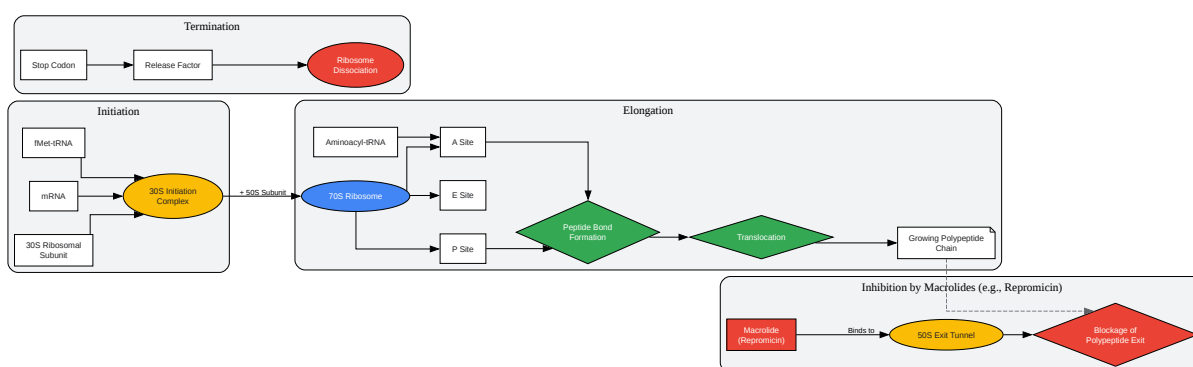 Termination
Stop Codon
Release Factor
Ribosome
Dissociation
Initiation
fMet-tRNA
mRNA
30S Ribosomal
Subunit
30S Initiation
Complex
+ 50S Subunit
Elongation
Aminoacyl-tRNA
70S Ribosome
A Site
E Site
P Site
Peptide Bond
Formation
Translocation
Growing Polypeptide
Chain
Inhibition by Macrolides (e.g., Repromicin)
Macrolide
(Repromicin)
Binds to
50S Exit Tunnel
Blockage of
Polypeptide Exit